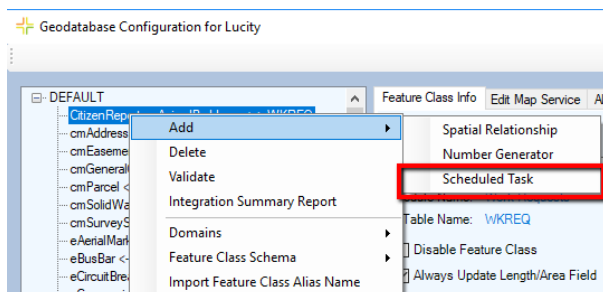 Geodatabase Configuration for Lucity
DEFAULT
Feature Class Info Edit Map Service
WKREQ
cmAddress
cmEaseme
cmGeneral
cmParcel <
cmSolidWa
cmSurveyS
eAerialMark
eBusBar <-
eCircuitBrea
Add
Delete
Validate
Integration Summary Report
Domains
Feature Class Schema
Import Feature Class Alias Name
Spatial Relationship
Number Generator
Scheduled Task
Table Name: WKREQ
Disable Feature Class
Always Update Length/Area Field